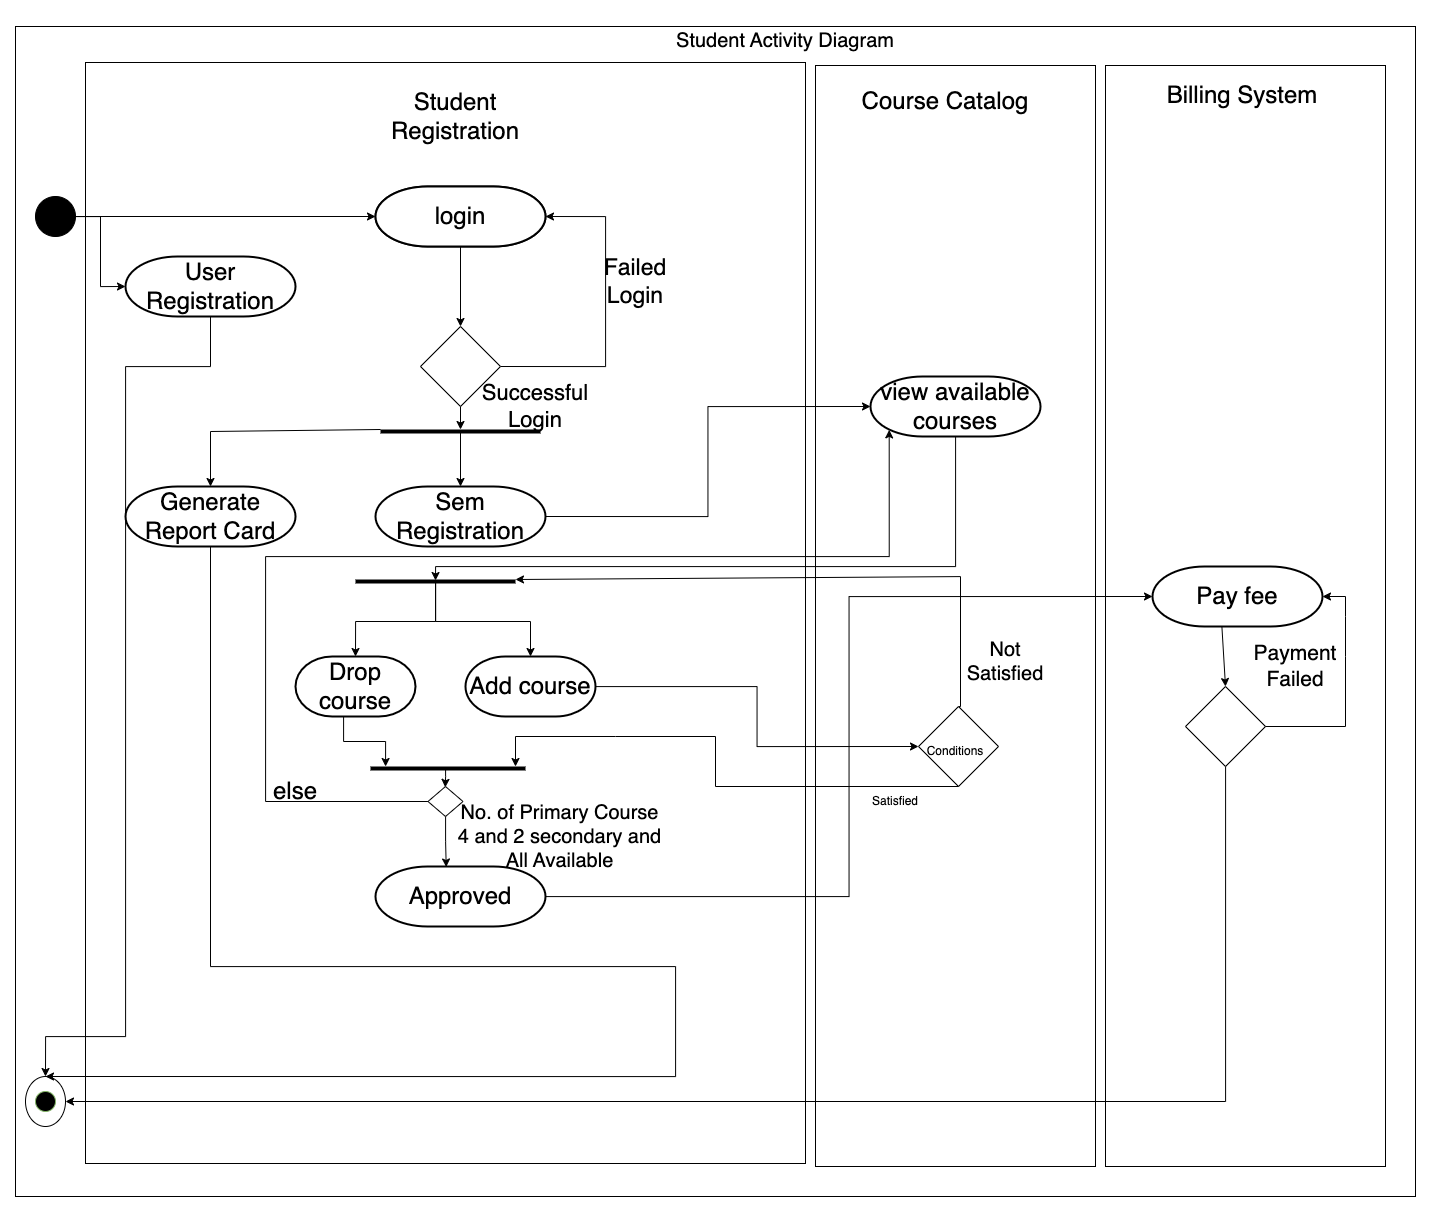 Student Activity Diagram
Student
Registration
Course Catalog
Billing System
login
User
Registration
Failed
Login
Successful
Login
view available
courses
Generate
Report Card
Sem
Registration
Pay fee
Payment
Failed
Not
Satisfied
Drop
course
Add course
Conditions
Satisfied
else
No. of Primary Course
4 and 2 secondary and
All Available
Approved